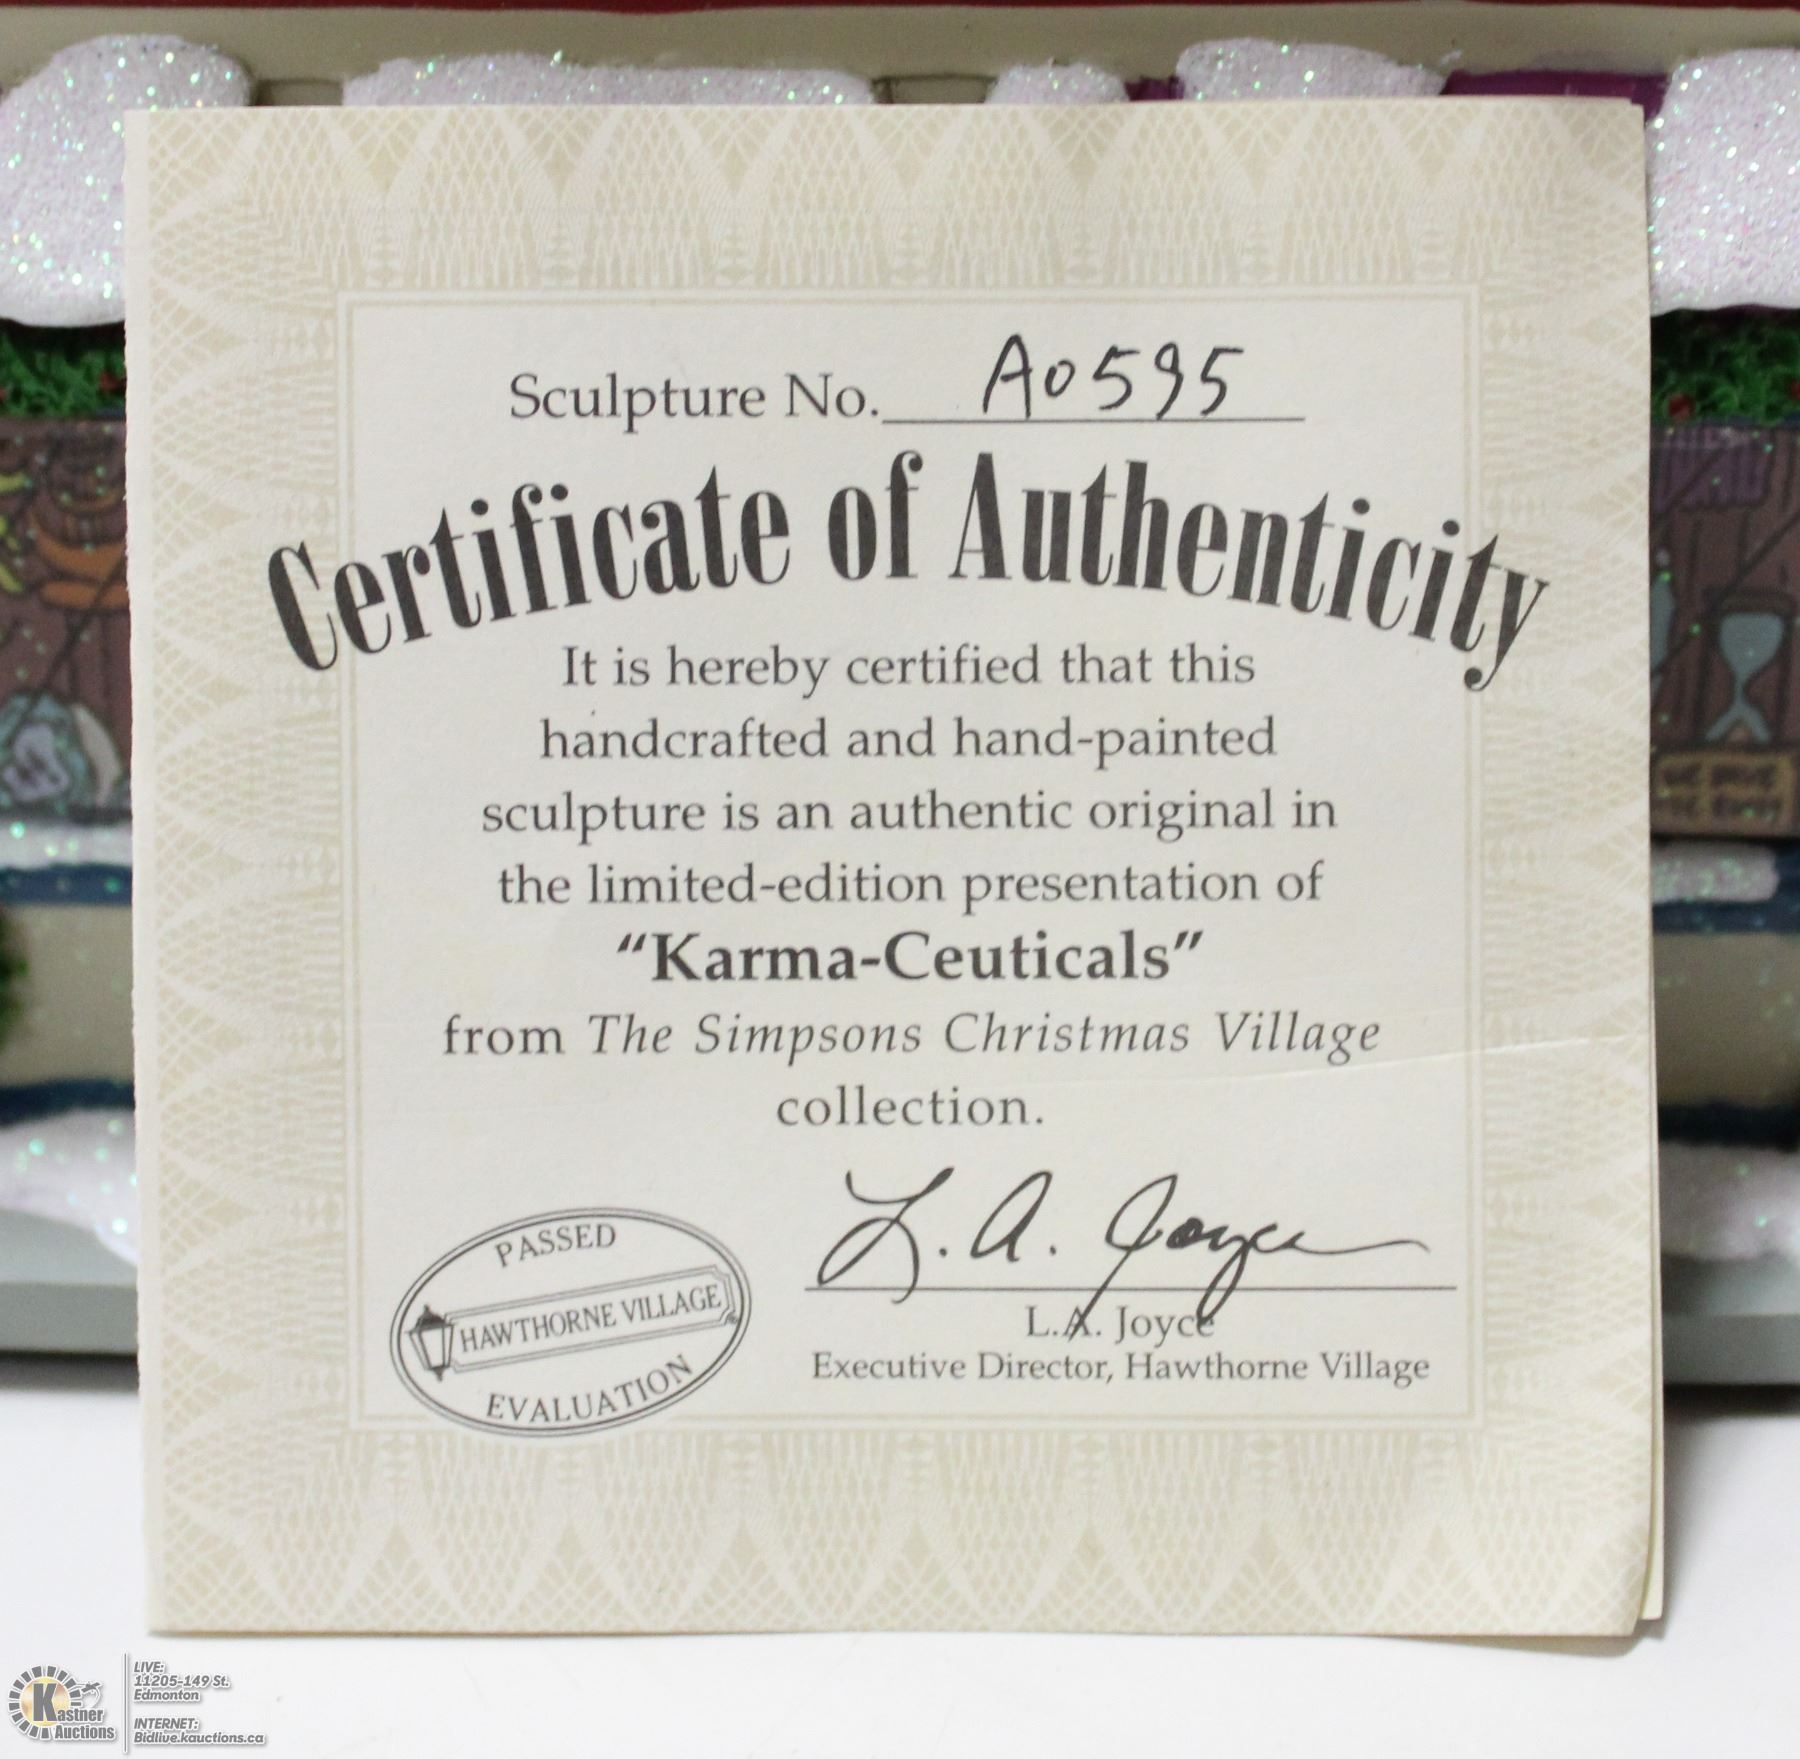 Sculpture No. A0595
Certificate of Authenticity
It is hereby certified that this
handcrafted and hand-painted
sculpture is an authentic original in
the limited-edition presentation of
“Karma-Ceuticals”
from The Simpsons Christmas Village
collection.
PASSED
HAWTHORNE VILLAGE
EVALUATION
L. A. Joyce
L.A. Joyce
Executive Director, Hawthorne Village
Kastner
Auctions
LIVE:
11205-149 St.
Edmonton
INTERNET:
Bidlive.kauctions.ca